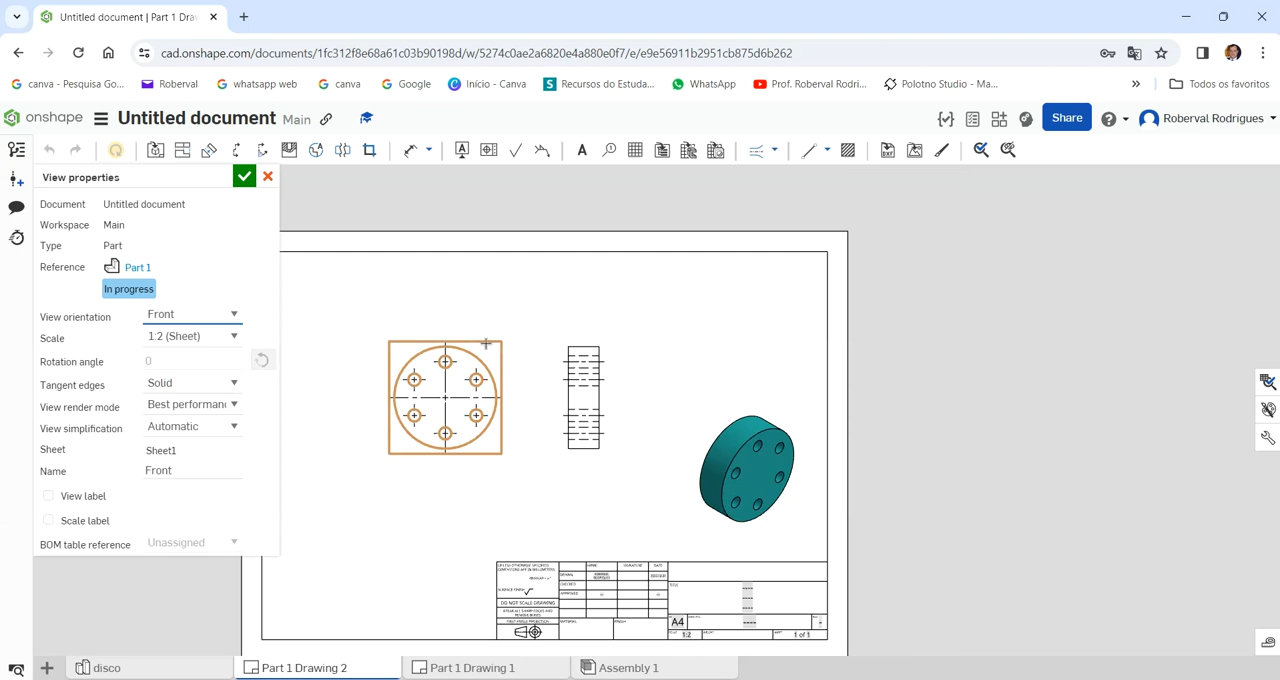 Untitled document | Part 1 Dra
cad.onshape.com/documents/1fc312f8e68a61c03b90198d/w/5274c0ae2a6820e4a880e0f7/e/e9e56911b2951cb875d6b262
canva - Pesquisa Go... Roberval whatsapp web canva Google Início - Canva Recursos do Estuda... WhatsApp Prof. Roberval Rodri... Polotno Studio - Ma... » Todos os favoritos
onshape Untitled document Main Share Roberval Rodrigues
View properties
Document Untitled document
Workspace Main
Type Part
Reference Part 1
In progress
View orientation Front
Scale 1:2 (Sheet)
Rotation angle 0
Tangent edges Solid
View render mode Best performanc
View simplification Automatic
Sheet Sheet1
Name Front
View label
Scale label
BOM table reference Unassigned
NAME SIGNATURE DATE
DO NOT SCALE DRAWING
TITLE
A4
1:2
1 of 1
disco Part 1 Drawing 2 Part 1 Drawing 1 Assembly 1